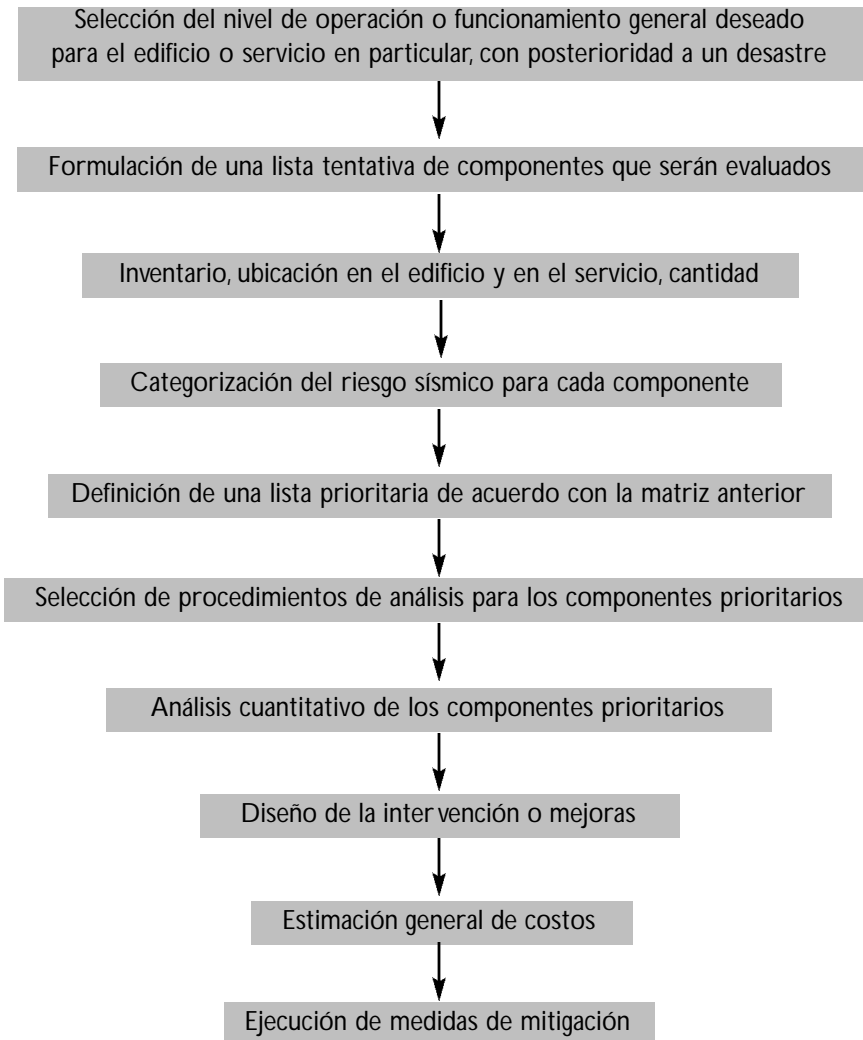 Selección del nivel de operación o funcionamiento general deseado
para el edificio o servicio en particular, con posterioridad a un desastre
Formulación de una lista tentativa de componentes que serán evaluados
Inventario, ubicación en el edificio y en el servicio, cantidad
Categorización del riesgo sísmico para cada componente
Definición de una lista prioritaria de acuerdo con la matriz anterior
Selección de procedimientos de análisis para los componentes prioritarios
Análisis cuantitativo de los componentes prioritarios
Diseño de la intervención o mejoras
Estimación general de costos
Ejecución de medidas de mitigación